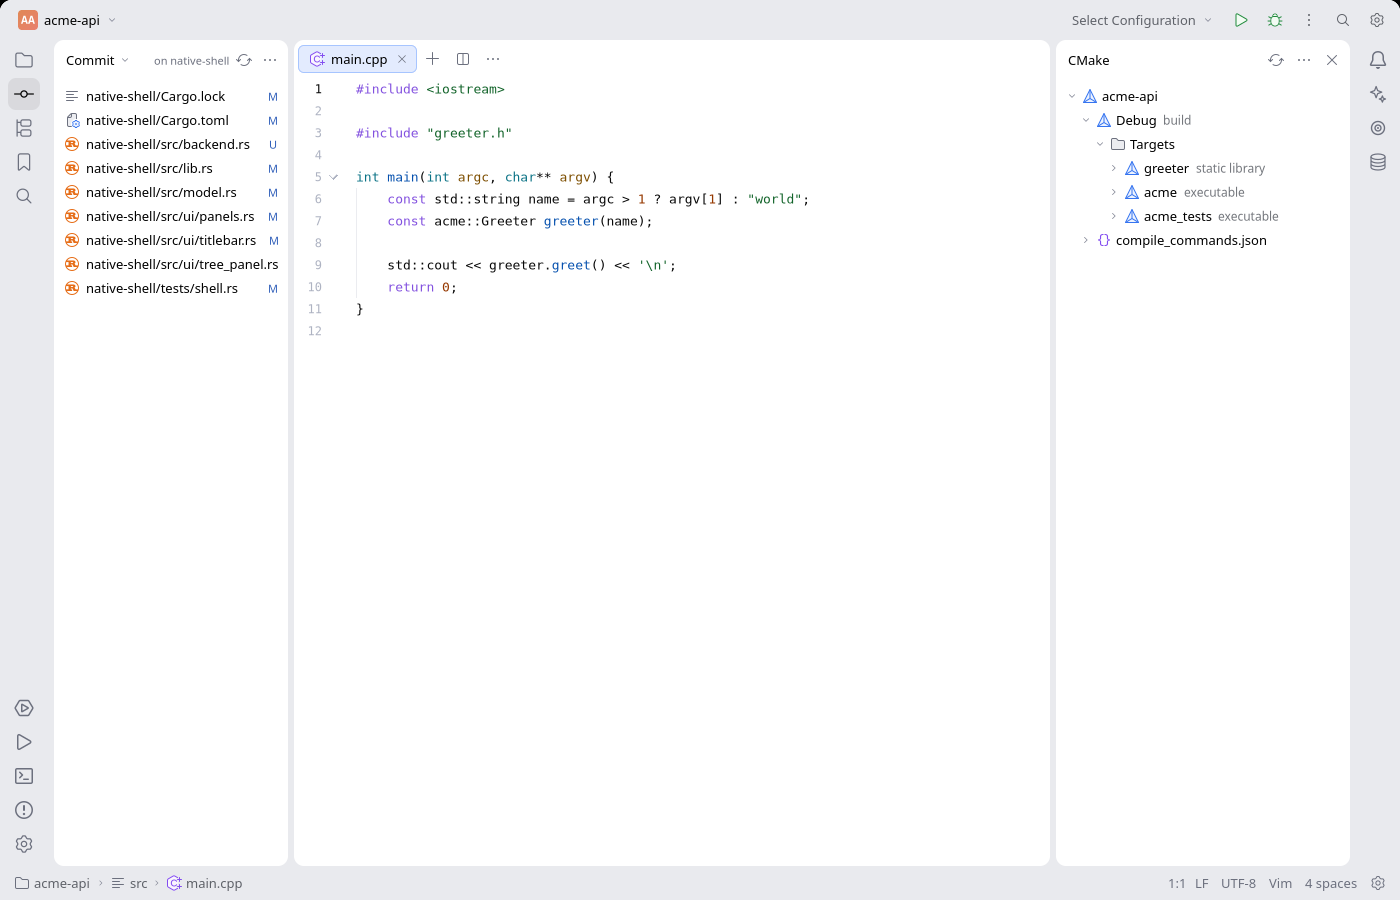 AA acme-api
Select Configuration
Commit
on native-shell
native-shell/Cargo.lock M
native-shell/Cargo.toml M
native-shell/src/backend.rs U
native-shell/src/lib.rs M
native-shell/src/model.rs M
native-shell/src/ui/panels.rs M
native-shell/src/ui/titlebar.rs M
native-shell/src/ui/tree_panel.rs
native-shell/tests/shell.rs M
main.cpp
1 #include <iostream>
2
3 #include "greeter.h"
4
5 int main(int argc, char** argv) {
6     const std::string name = argc > 1 ? argv[1] : "world";
7     const acme::Greeter greeter(name);
8
9     std::cout << greeter.greet() << '\n';
10     return 0;
11 }
12
CMake
acme-api
Debug build
Targets
greeter static library
acme executable
acme_tests executable
{} compile_commands.json
acme-api > src > main.cpp
1:1 LF UTF-8 Vim 4 spaces